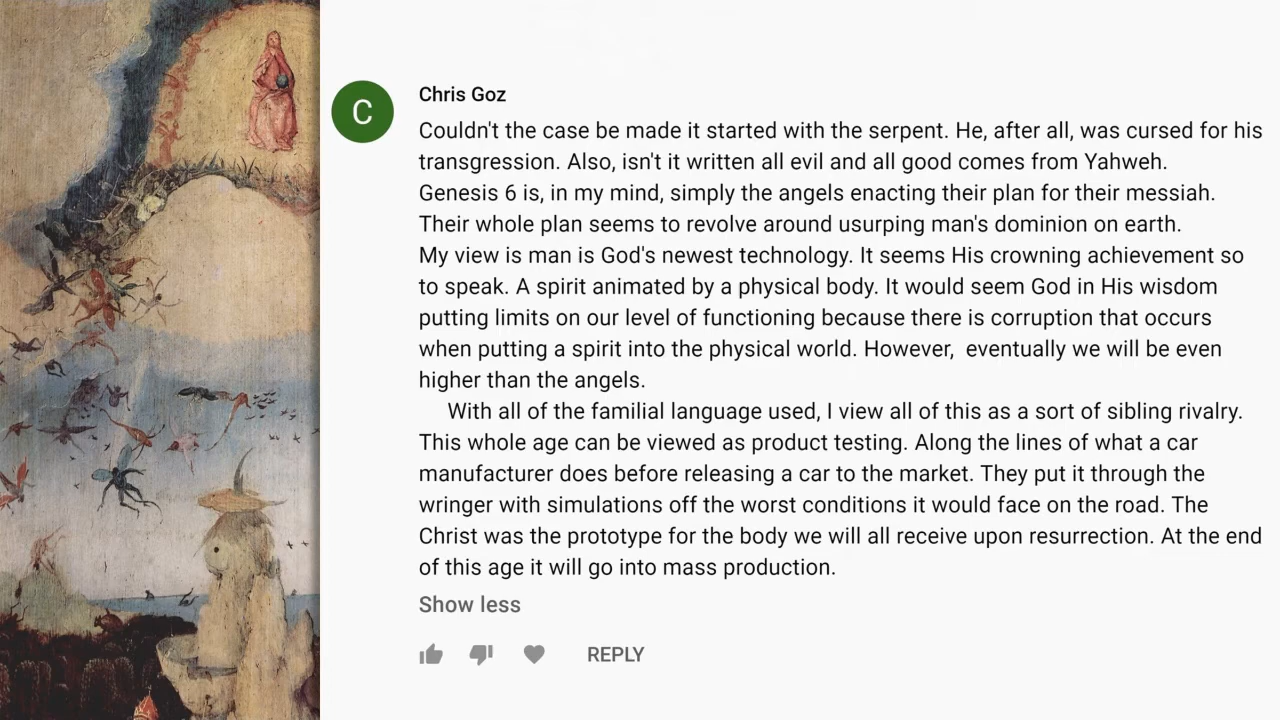 C
Chris Goz
Couldn't the case be made it started with the serpent. He, after all, was cursed for his
transgression. Also, isn't it written all evil and all good comes from Yahweh.
Genesis 6 is, in my mind, simply the angels enacting their plan for their messiah.
Their whole plan seems to revolve around usurping man's dominion on earth.
My view is man is God's newest technology. It seems His crowning achievement so
to speak. A spirit animated by a physical body. It would seem God in His wisdom
putting limits on our level of functioning because there is corruption that occurs
when putting a spirit into the physical world. However,  eventually we will be even
higher than the angels.
With all of the familial language used, I view all of this as a sort of sibling rivalry.
This whole age can be viewed as product testing. Along the lines of what a car
manufacturer does before releasing a car to the market. They put it through the
wringer with simulations off the worst conditions it would face on the road. The
Christ was the prototype for the body we will all receive upon resurrection. At the end
of this age it will go into mass production.
Show less
REPLY